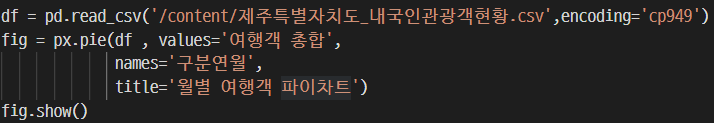 df = pd.read_csv('/content/제주특별자치도_내국인관광객현황.csv',encoding='cp949')
fig = px.pie(df , values='여행객 총합',
names='구분연월',
title='월별 여행객 파이차트')
fig.show()